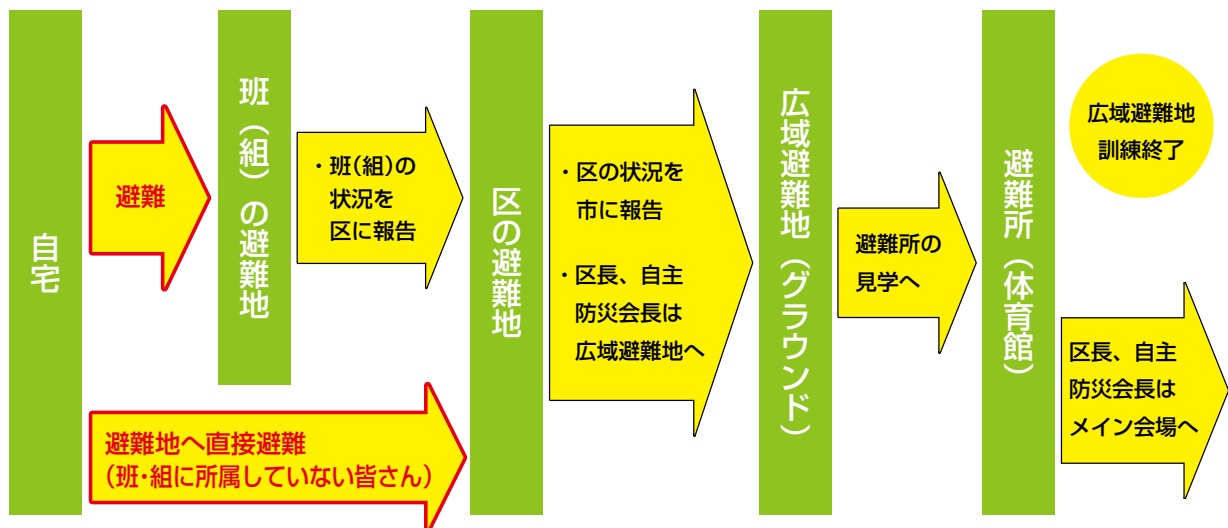 自宅
避難
班（組）の避難地
・班(組)の
状況を
区に報告
避難地へ直接避難
（班・組に所属していない皆さん）
区の避難地
・区の状況を
市に報告
・区長、自主
防災会長は
広域避難地へ
広域避難地（グラウンド）
避難所の
見学へ
避難所（体育館）
広域避難地
訓練終了
区長、自主
防災会長は
メイン会場へ